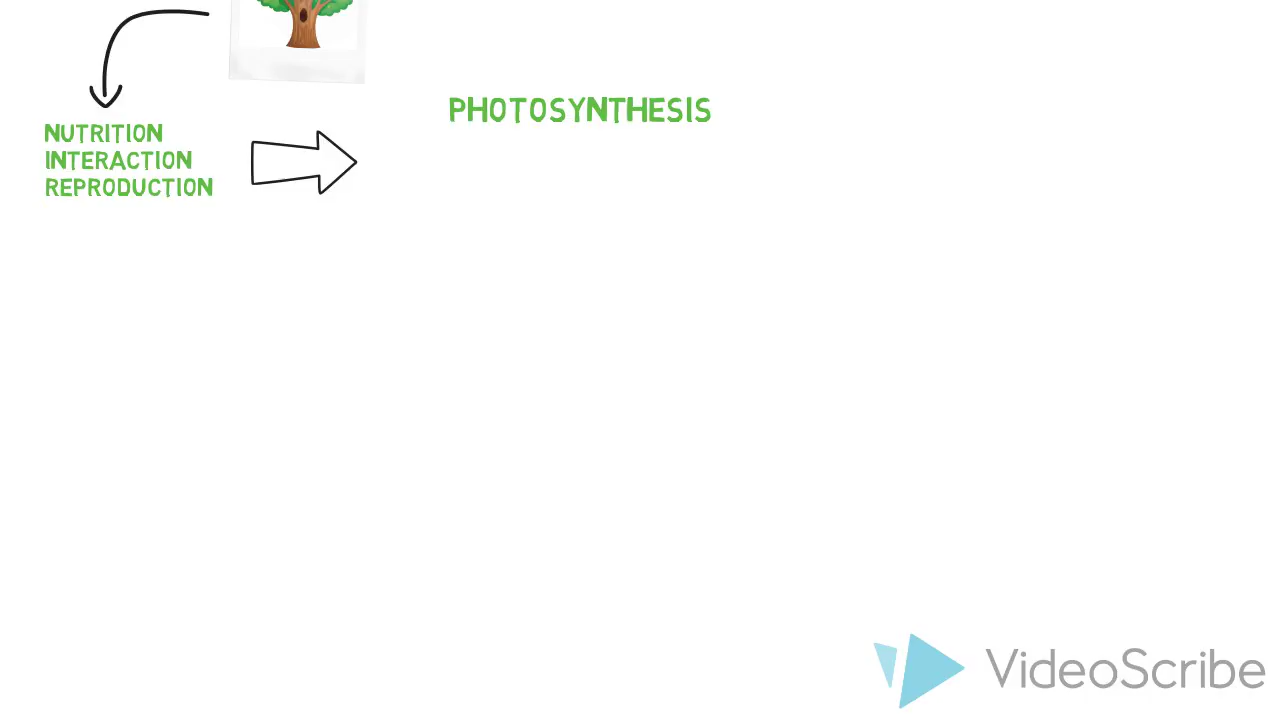 PHOTOSYNTHESIS
NUTRITION
INTERACTION
REPRODUCTION
VideoScribe